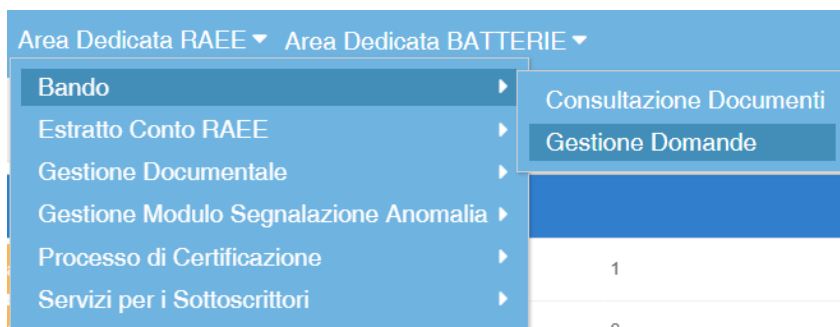 Area Dedicata RAEE Area Dedicata BATTERIE
Bando
Consultazione Documenti
Estratto Conto RAEE
Gestione Domande
Gestione Documentale
Gestione Modulo Segnalazione Anomalia
Processo di Certificazione
1
Servizi per i Sottoscrittori